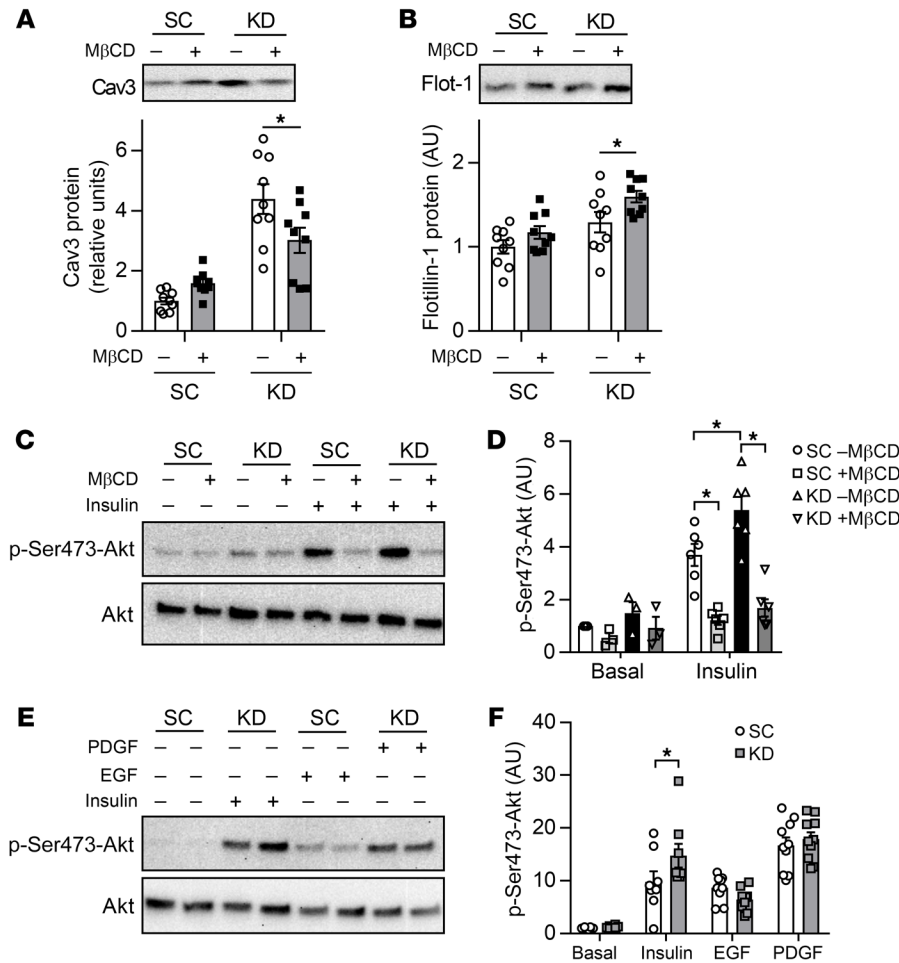 A
SC KD
MβCD – + – +
Cav3
*
Cav3 protein
(relative units)
6
4
2
0
MβCD – + – +
SC KD
B
SC KD
MβCD – + – +
Flot-1
*
Flotillin-1 protein (AU)
2
1
0
MβCD – + – +
SC KD
C
SC KD SC KD
MβCD – + – + – + – +
Insulin – – – – + + + +
p-Ser473-Akt
Akt
D
p-Ser473-Akt (AU)
8
6
4
2
0
* * *
Basal Insulin
SC –MβCD
SC +MβCD
KD –MβCD
KD +MβCD
E
SC KD SC KD
PDGF – – – – – – + +
EGF – – – – + + – –
Insulin – – + + – – – –
p-Ser473-Akt
Akt
F
p-Ser473-Akt (AU)
40
30
20
10
0
*
SC
KD
Basal Insulin EGF PDGF